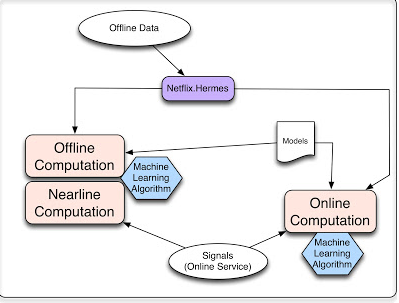 Offline Data
Netflix.Hermes
Models
Offline
Computation
Machine
Learning
Algorithm
Nearline
Computation
Online
Computation
Signals
(Online Service)
Machine
Learning
Algorithm